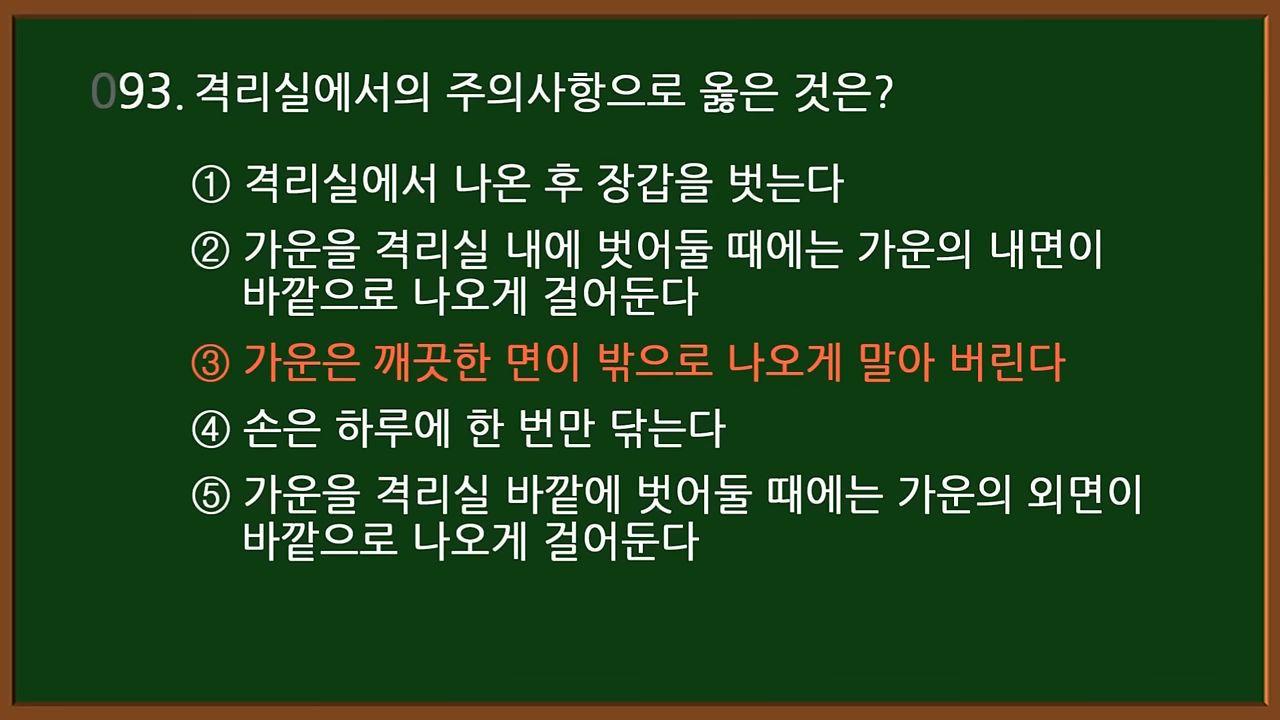 093. 격리실에서의 주의사항으로 옳은 것은?
① 격리실에서 나온 후 장갑을 벗는다
② 가운을 격리실 내에 벗어둘 때에는 가운의 내면이
바깥으로 나오게 걸어둔다
③ 가운은 깨끗한 면이 밖으로 나오게 말아 버린다
④ 손은 하루에 한 번만 닦는다
⑤ 가운을 격리실 바깥에 벗어둘 때에는 가운의 외면이
바깥으로 나오게 걸어둔다